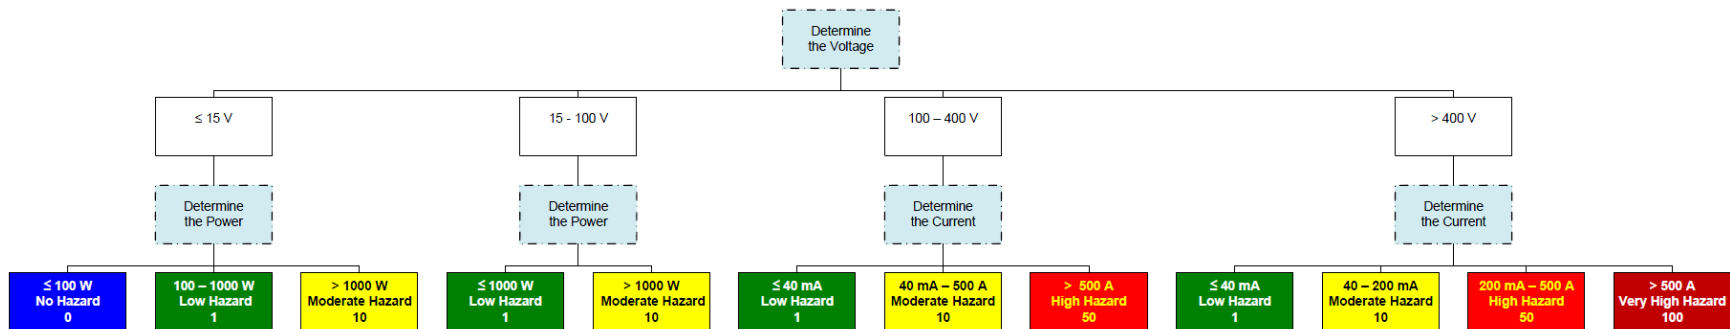 Determine
the Voltage
≤ 15 V
15 - 100 V
100 – 400 V
> 400 V
Determine
the Power
Determine
the Power
Determine
the Current
Determine
the Current
≤ 100 W
No Hazard
0
100 – 1000 W
Low Hazard
1
> 1000 W
Moderate Hazard
10
≤ 1000 W
Low Hazard
1
> 1000 W
Moderate Hazard
10
≤ 40 mA
Low Hazard
1
40 mA – 500 A
Moderate Hazard
10
> 500 A
High Hazard
50
≤ 40 mA
Low Hazard
1
40 – 200 mA
Moderate Hazard
10
200 mA – 500 A
High Hazard
50
> 500 A
Very High Hazard
100